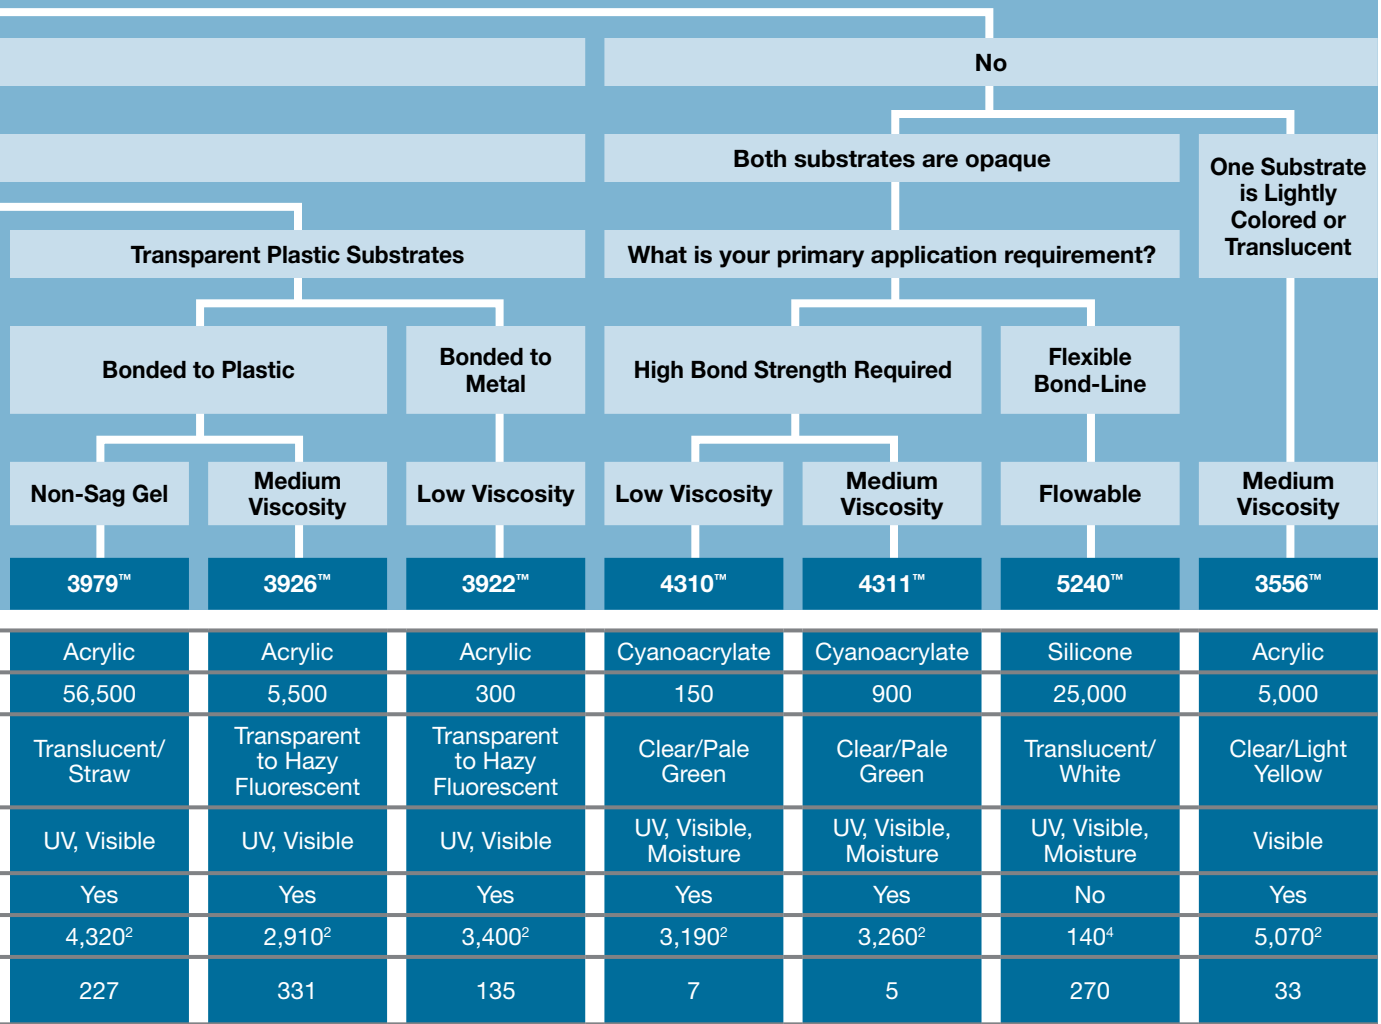 No
Both substrates are opaque
One Substrate
is Lightly
Colored or
Translucent
Transparent Plastic Substrates
What is your primary application requirement?
Bonded to Plastic
Bonded to
Metal
High Bond Strength Required
Flexible
Bond-Line
Non-Sag Gel
Medium
Viscosity
Low Viscosity
Low Viscosity
Medium
Viscosity
Flowable
Medium
Viscosity
3979™ 3926™ 3922™ 4310™ 4311™ 5240™ 3556™
Acrylic Acrylic Acrylic Cyanoacrylate Cyanoacrylate Silicone Acrylic
56,500 5,500 300 150 900 25,000 5,000
Translucent/
Straw
Transparent
to Hazy
Fluorescent
Transparent
to Hazy
Fluorescent
Clear/Pale
Green
Clear/Pale
Green
Translucent/
White
Clear/Light
Yellow
UV, Visible
UV, Visible
UV, Visible
UV, Visible,
Moisture
UV, Visible,
Moisture
UV, Visible,
Moisture
Visible
Yes Yes Yes Yes Yes No Yes
4,320² 2,910² 3,400² 3,190² 3,260² 140⁴ 5,070²
227 331 135 7 5 270 33